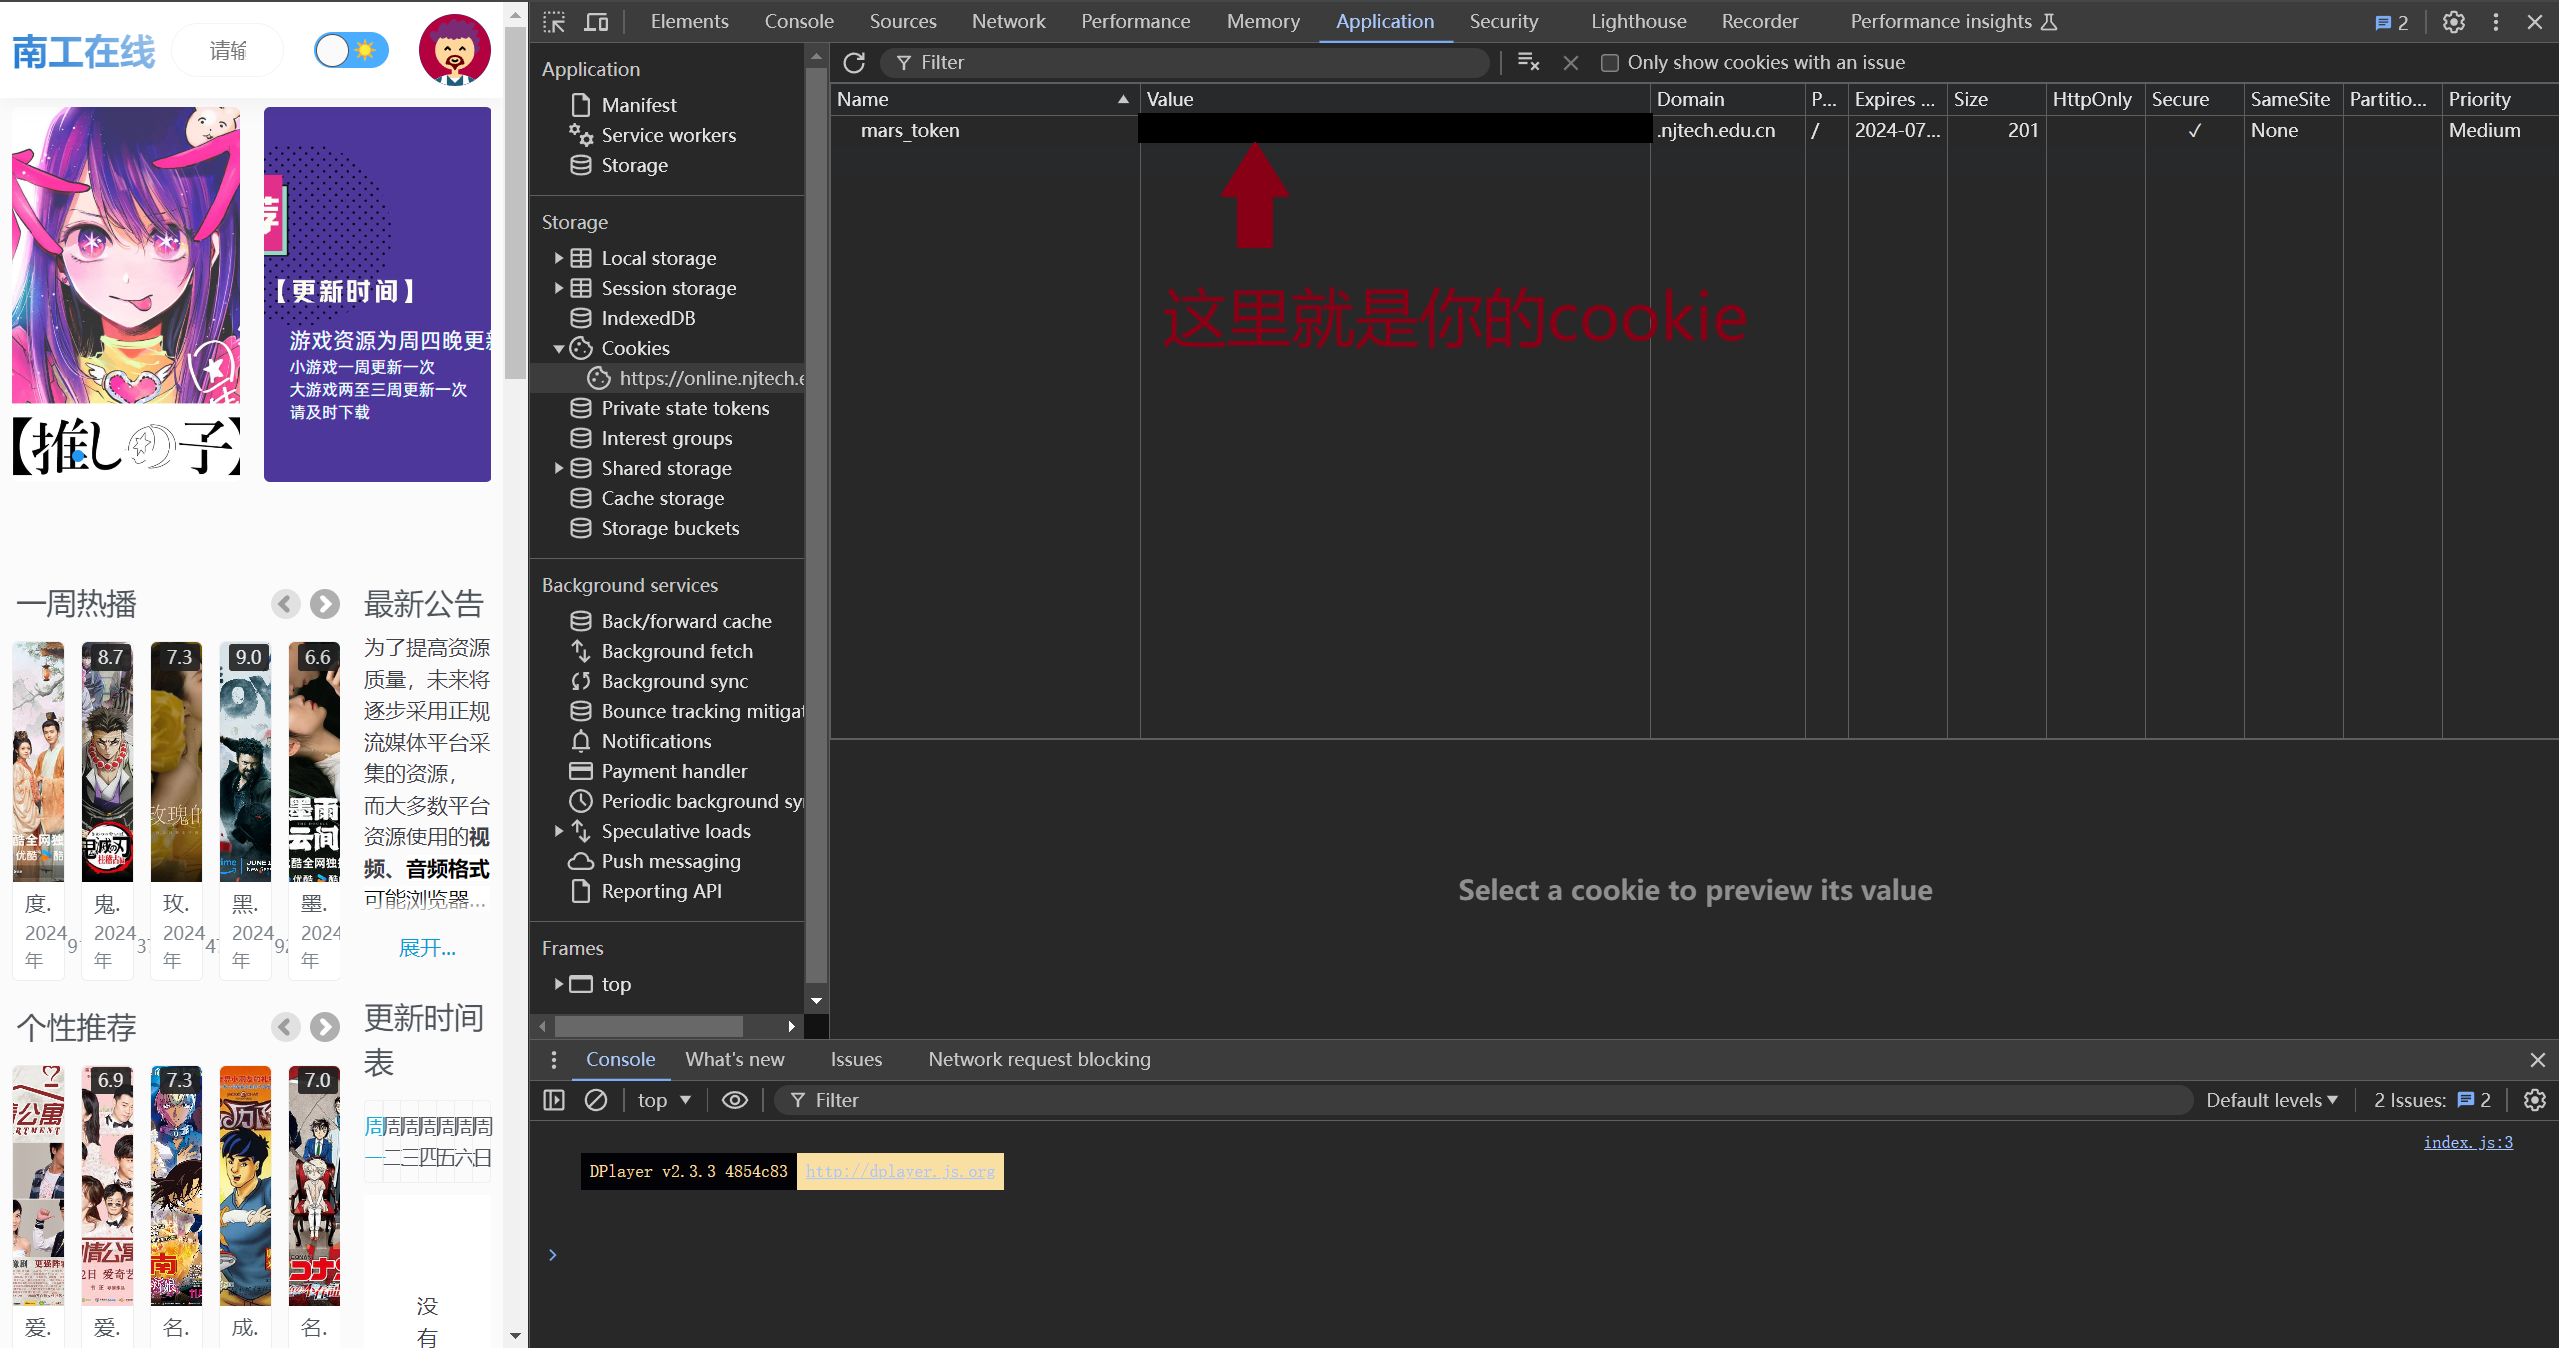 南工在线
请输
荐
【更新时间】
游戏资源为周四晚更新
小游戏一周更新一次
大游戏两至三周更新一次
请及时下载
【推しの子】
一周热播
8.7
7.3
9.0
6.6
度.
鬼.
玫.
黑.
墨.
2024
2024
2024
2024
2024
年
年
年
年
年
最新公告
为了提高资源
质量，未来将
逐步采用正规
流媒体平台采
集的资源，
而大多数平台
资源使用的视
频、音频格式
可能浏览器...
展开...
个性推荐
6.9
7.3
7.0
爱.
爱.
名.
成.
名.
更新时间
表
周周周周周周周
一二三四五六日
没
有
Elements Console Sources Network Performance Memory Application Security Lighthouse Recorder Performance insights 2
Application
Manifest
Service workers
Storage
Storage
Local storage
Session storage
IndexedDB
Cookies
https://online.njtech.e
Private state tokens
Interest groups
Shared storage
Cache storage
Storage buckets
Background services
Back/forward cache
Background fetch
Background sync
Bounce tracking mitigat
Notifications
Payment handler
Periodic background sy
Speculative loads
Push messaging
Reporting API
Frames
top
Filter Only show cookies with an issue
Name Value Domain P... Expires ... Size HttpOnly Secure SameSite Partitio... Priority
mars_token .njtech.edu.cn / 2024-07... 201 ✓ None Medium
这里就是你的cookie
Select a cookie to preview its value
Console What's new Issues Network request blocking
top Filter Default levels 2 Issues: 2
index.js:3
DPlayer v2.3.3 4854c83 http://dplayer.js.org